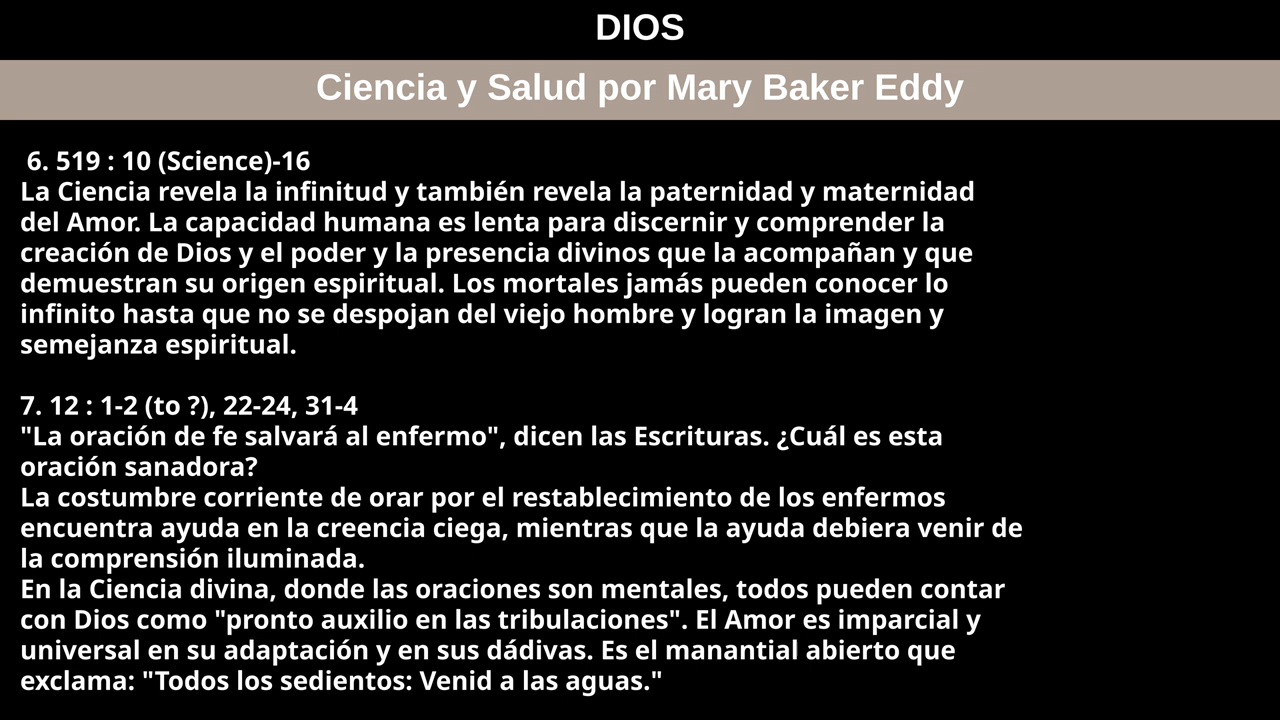 DIOS
Ciencia y Salud por Mary Baker Eddy
6. 519 : 10 (Science)-16
La Ciencia revela la infinitud y también revela la paternidad y maternidad
del Amor. La capacidad humana es lenta para discernir y comprender la
creación de Dios y el poder y la presencia divinos que la acompañan y que
demuestran su origen espiritual. Los mortales jamás pueden conocer lo
infinito hasta que no se despojan del viejo hombre y logran la imagen y
semejanza espiritual.
7. 12 : 1-2 (to ?), 22-24, 31-4
"La oración de fe salvará al enfermo", dicen las Escrituras. ¿Cuál es esta
oración sanadora?
La costumbre corriente de orar por el restablecimiento de los enfermos
encuentra ayuda en la creencia ciega, mientras que la ayuda debiera venir de
la comprensión iluminada.
En la Ciencia divina, donde las oraciones son mentales, todos pueden contar
con Dios como "pronto auxilio en las tribulaciones". El Amor es imparcial y
universal en su adaptación y en sus dádivas. Es el manantial abierto que
exclama: "Todos los sedientos: Venid a las aguas."